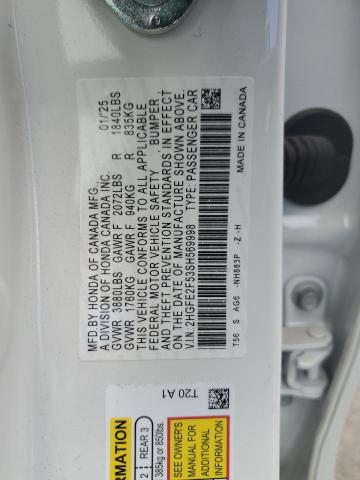 MFD. BY HONDA OF CANADA MFG. 01/25
A DIVISION OF HONDA CANADA INC.
GVWR 3880LBS GAWR F 2072LBS R 1840LBS
GVWR 1760KG GAWR F 940KG R 835KG
THIS VEHICLE CONFORMS TO ALL APPLICABLE
FEDERAL MOTOR VEHICLE SAFETY BUMPER
AND THEFT PREVENTION STANDARDS IN EFFECT
ON THE DATE OF MANUFACTURE SHOWN ABOVE.
V.I.N.:2HGFE2F53SH569998 TYPE: PASSENGER CAR
T56 S AG6 -NH883P -Z -H MADE IN CANADA
T20 A1
RMATION
2 REAR 3
385kg or 850lbs.
SEE OWNER'S
MANUAL FOR
ADDITIONAL